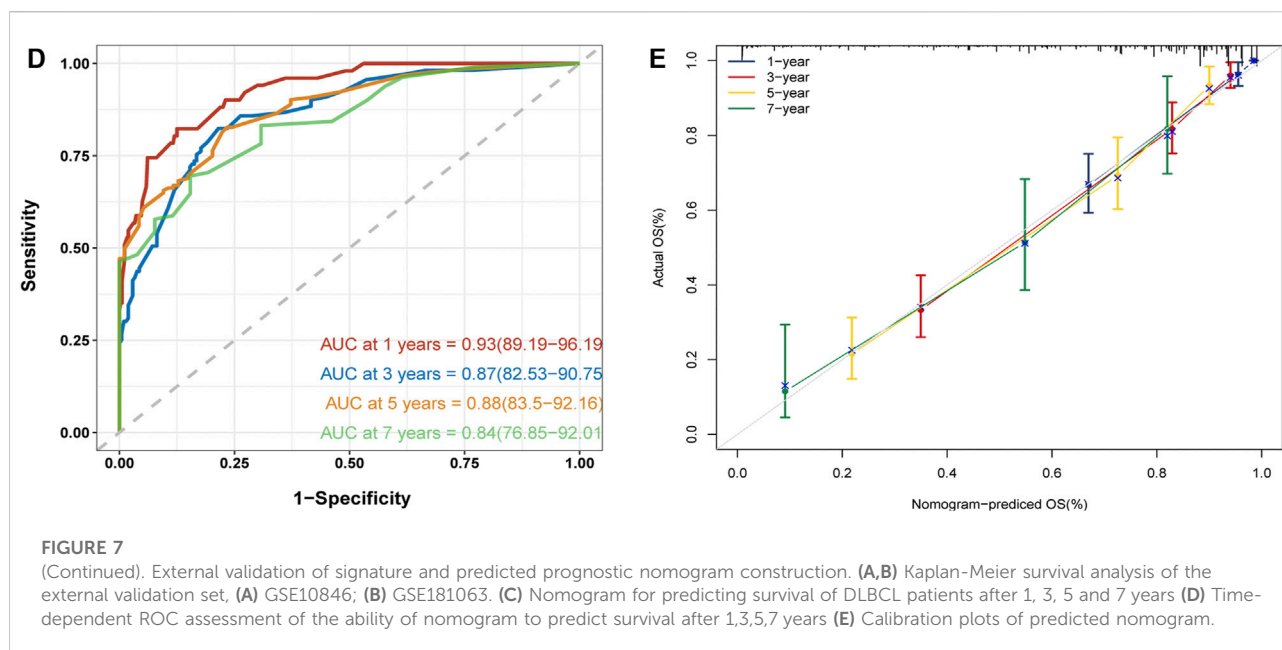 D
1.00
0.75
0.50
0.25
0.00
Sensitivity
AUC at 1 years = 0.93(89.19−96.19
AUC at 3 years = 0.87(82.53−90.75
AUC at 5 years = 0.88(83.5−92.16)
AUC at 7 years = 0.84(76.85−92.01
0.00 0.25 0.50 0.75 1.00
1−Specificity
E
1-year
3-year
5-year
7-year
1.0
0.8
0.6
0.4
0.2
0.0
Actual OS(%)
0.0 0.2 0.4 0.6 0.8 1.0
Nomogram−prediced OS(%)
FIGURE 7
(Continued). External validation of signature and predicted prognostic nomogram construction. (A,B) Kaplan-Meier survival analysis of the
external validation set, (A) GSE10846; (B) GSE181063. (C) Nomogram for predicting survival of DLBCL patients after 1, 3, 5 and 7 years (D) Time-
dependent ROC assessment of the ability of nomogram to predict survival after 1,3,5,7 years (E) Calibration plots of predicted nomogram.